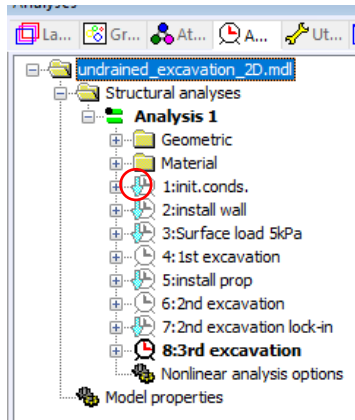 Analyses
La... Gr... At... A... Ut...
undrained_excavation_2D.mdl
Structural analyses
Analysis 1
Geometric
Material
1:init.conds.
2:install wall
3:Surface load 5kPa
4:1st excavation
5:install prop
6:2nd excavation
7:2nd excavation lock-in
8:3rd excavation
Nonlinear analysis options
Model properties